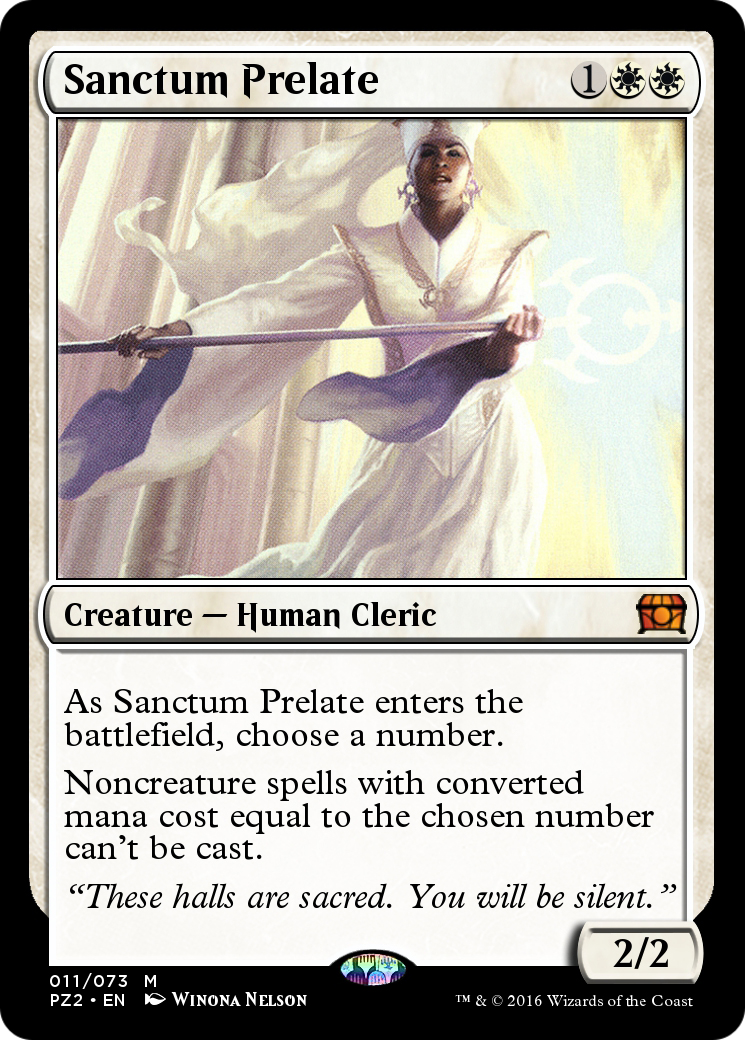 Sanctum Prelate 1
Creature — Human Cleric
As Sanctum Prelate enters the
battlefield, choose a number.
Noncreature spells with converted
mana cost equal to the chosen number
can't be cast.
“These halls are sacred. You will be silent.”
2/2
011/073 M
PZ2 • EN Winona Nelson
™ & © 2016 Wizards of the Coast